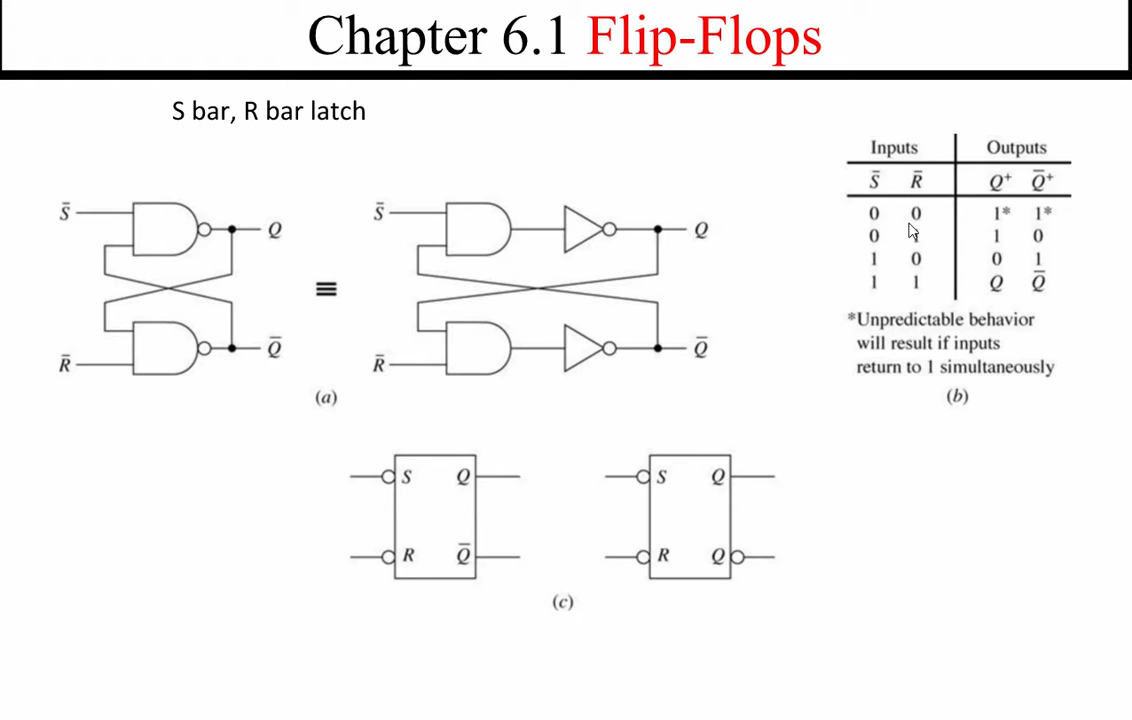 Chapter 6.1 Flip-Flops
S bar, R bar latch
Inputs Outputs
S̄ R̄ Q⁺ Q̄⁺
0 0 1* 1*
0 1 0
1 0 0 1
1 1 Q Q̄
*Unpredictable behavior
will result if inputs
return to 1 simultaneously
(b)
S̄ Q S̄ Q
≡
R̄ Q̄ R̄ Q̄
(a)
S Q S Q
R Q̄ R Q
(c)